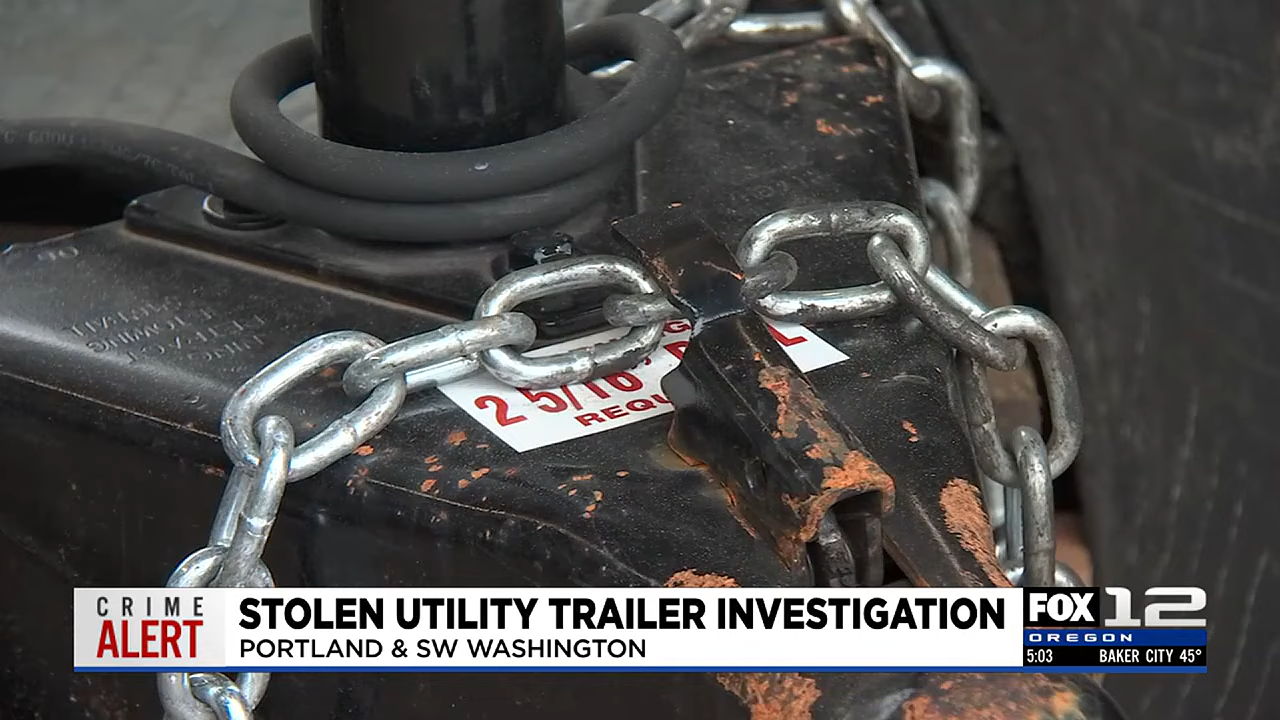 2 5/16"
REQU
CRIME
ALERT
STOLEN UTILITY TRAILER INVESTIGATION
PORTLAND & SW WASHINGTON
FOX 12
OREGON
5:03 BAKER CITY 45°